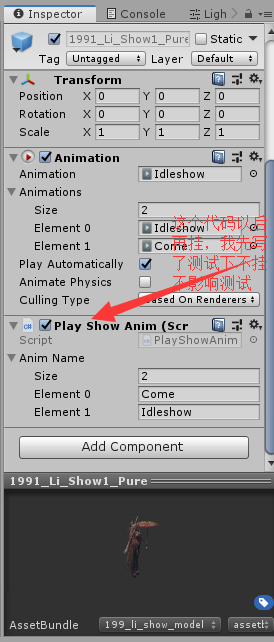 Inspector
Console
Ligh
1991_Li_Show1_Pure
Static
Tag Untagged Layer Default
Transform
Position X 0 Y 0 Z 0
Rotation X 0 Y 0 Z 0
Scale X 1 Y 1 Z 1
Animation
Animation Idleshow
Animations
Size 2
Element 0 Idleshow
Element 1 Come
Play Automatically
Animate Physics
Culling Type Based On Renderers
这个代码以后
再挂，我先写
了测试下不挂
不影响测试
Play Show Anim (Scr
Script PlayShowAnim
Anim Name
Size 2
Element 0 Come
Element 1 Idleshow
Add Component
1991_Li_Show1_Pure
AssetBundle 199_li_show_model asset